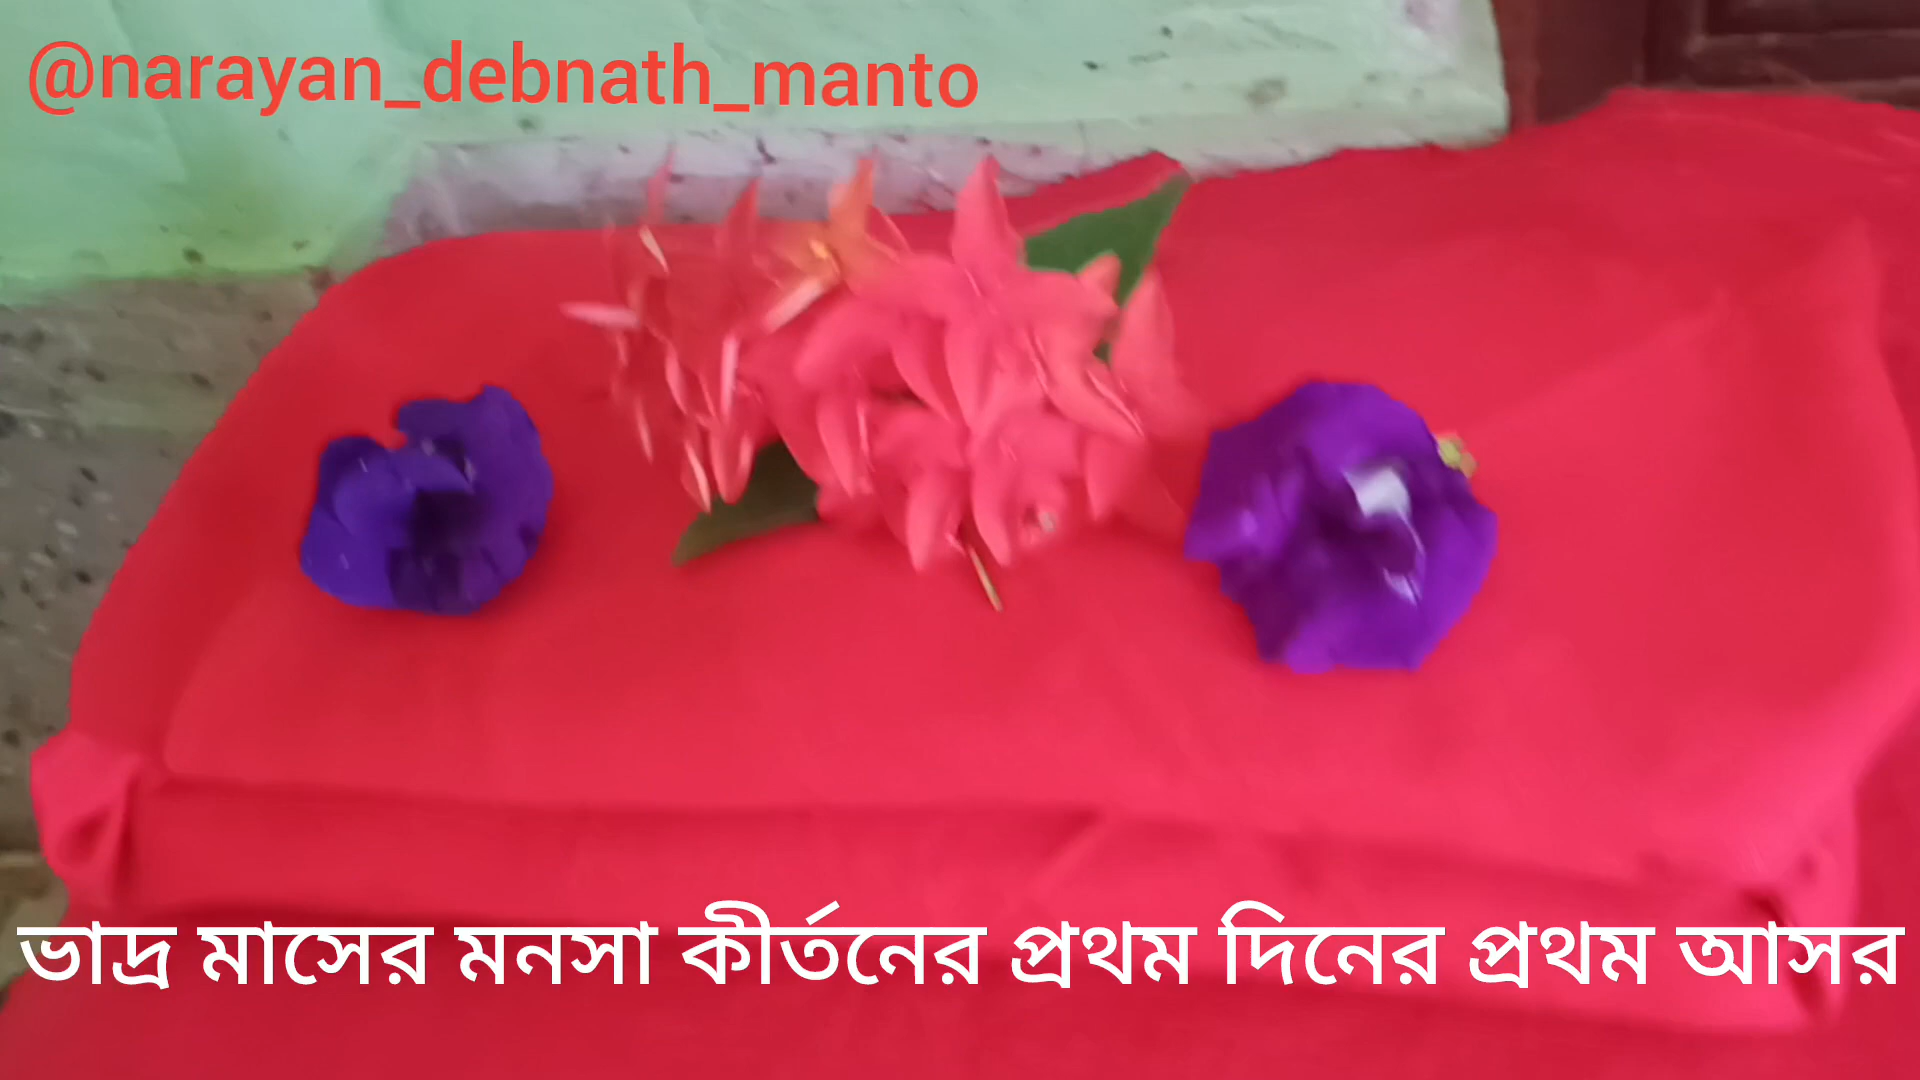 @narayan_debnath_manto
ভাদ্র মাসের মনসা কীর্তনের প্রথম দিনের প্রথম আসর